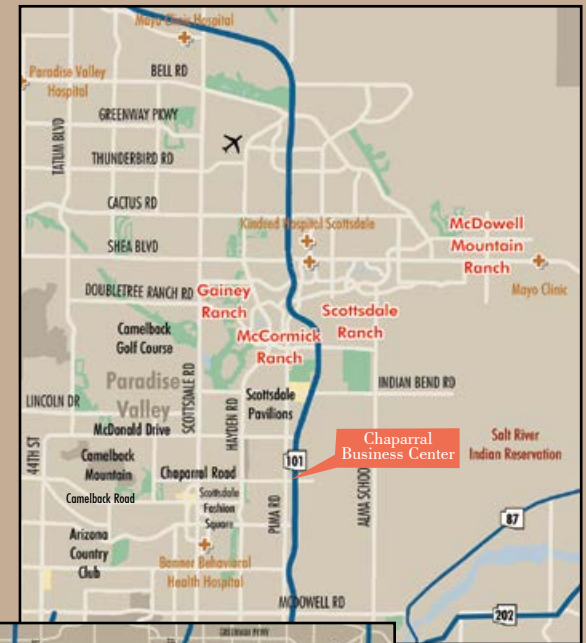 Mayo Clinic Hospital
BELL RD
Paradise Valley
Hospital
GREENWAY PKWY
TATUM BLVD
THUNDERBIRD RD
CACTUS RD
Kindred Hospital Scottsdale
McDowell
Mountain
Ranch
SHEA BLVD
Mayo Clinic
DOUBLETREE RANCH RD
Gainey
Ranch
Scottsdale
Ranch
Camelback
Golf Course
McCormick
Ranch
Paradise
Valley
SCOTTSDALE RD
INDIAN BEND RD
LINCOLN DR
HAYDEN RD
Scottsdale
Pavilions
McDonald Drive
44TH ST
Chaparral
Business Center
Salt River
Indian Reservation
Camelback
Mountain
101
Chaparral Road
Camelback Road
Scottsdale
Fashion
Square
PIMA RD
ALMA SCHOO
87
Arizona
Country
Club
Banner Behavioral
Health Hospital
McDOWELL RD
202
GREENWAY PKWY